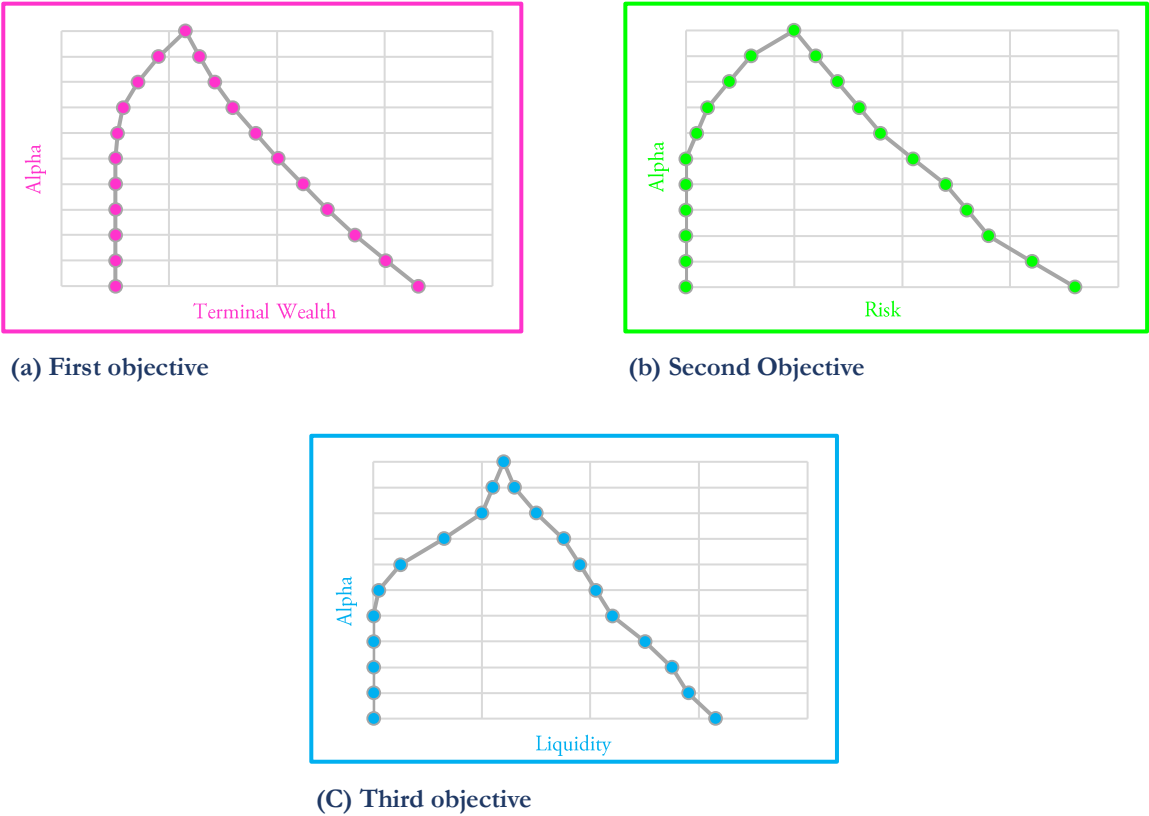 Alpha
Terminal Wealth
Alpha
Risk
(a) First objective
(b) Second Objective
Alpha
Liquidity
(C) Third objective